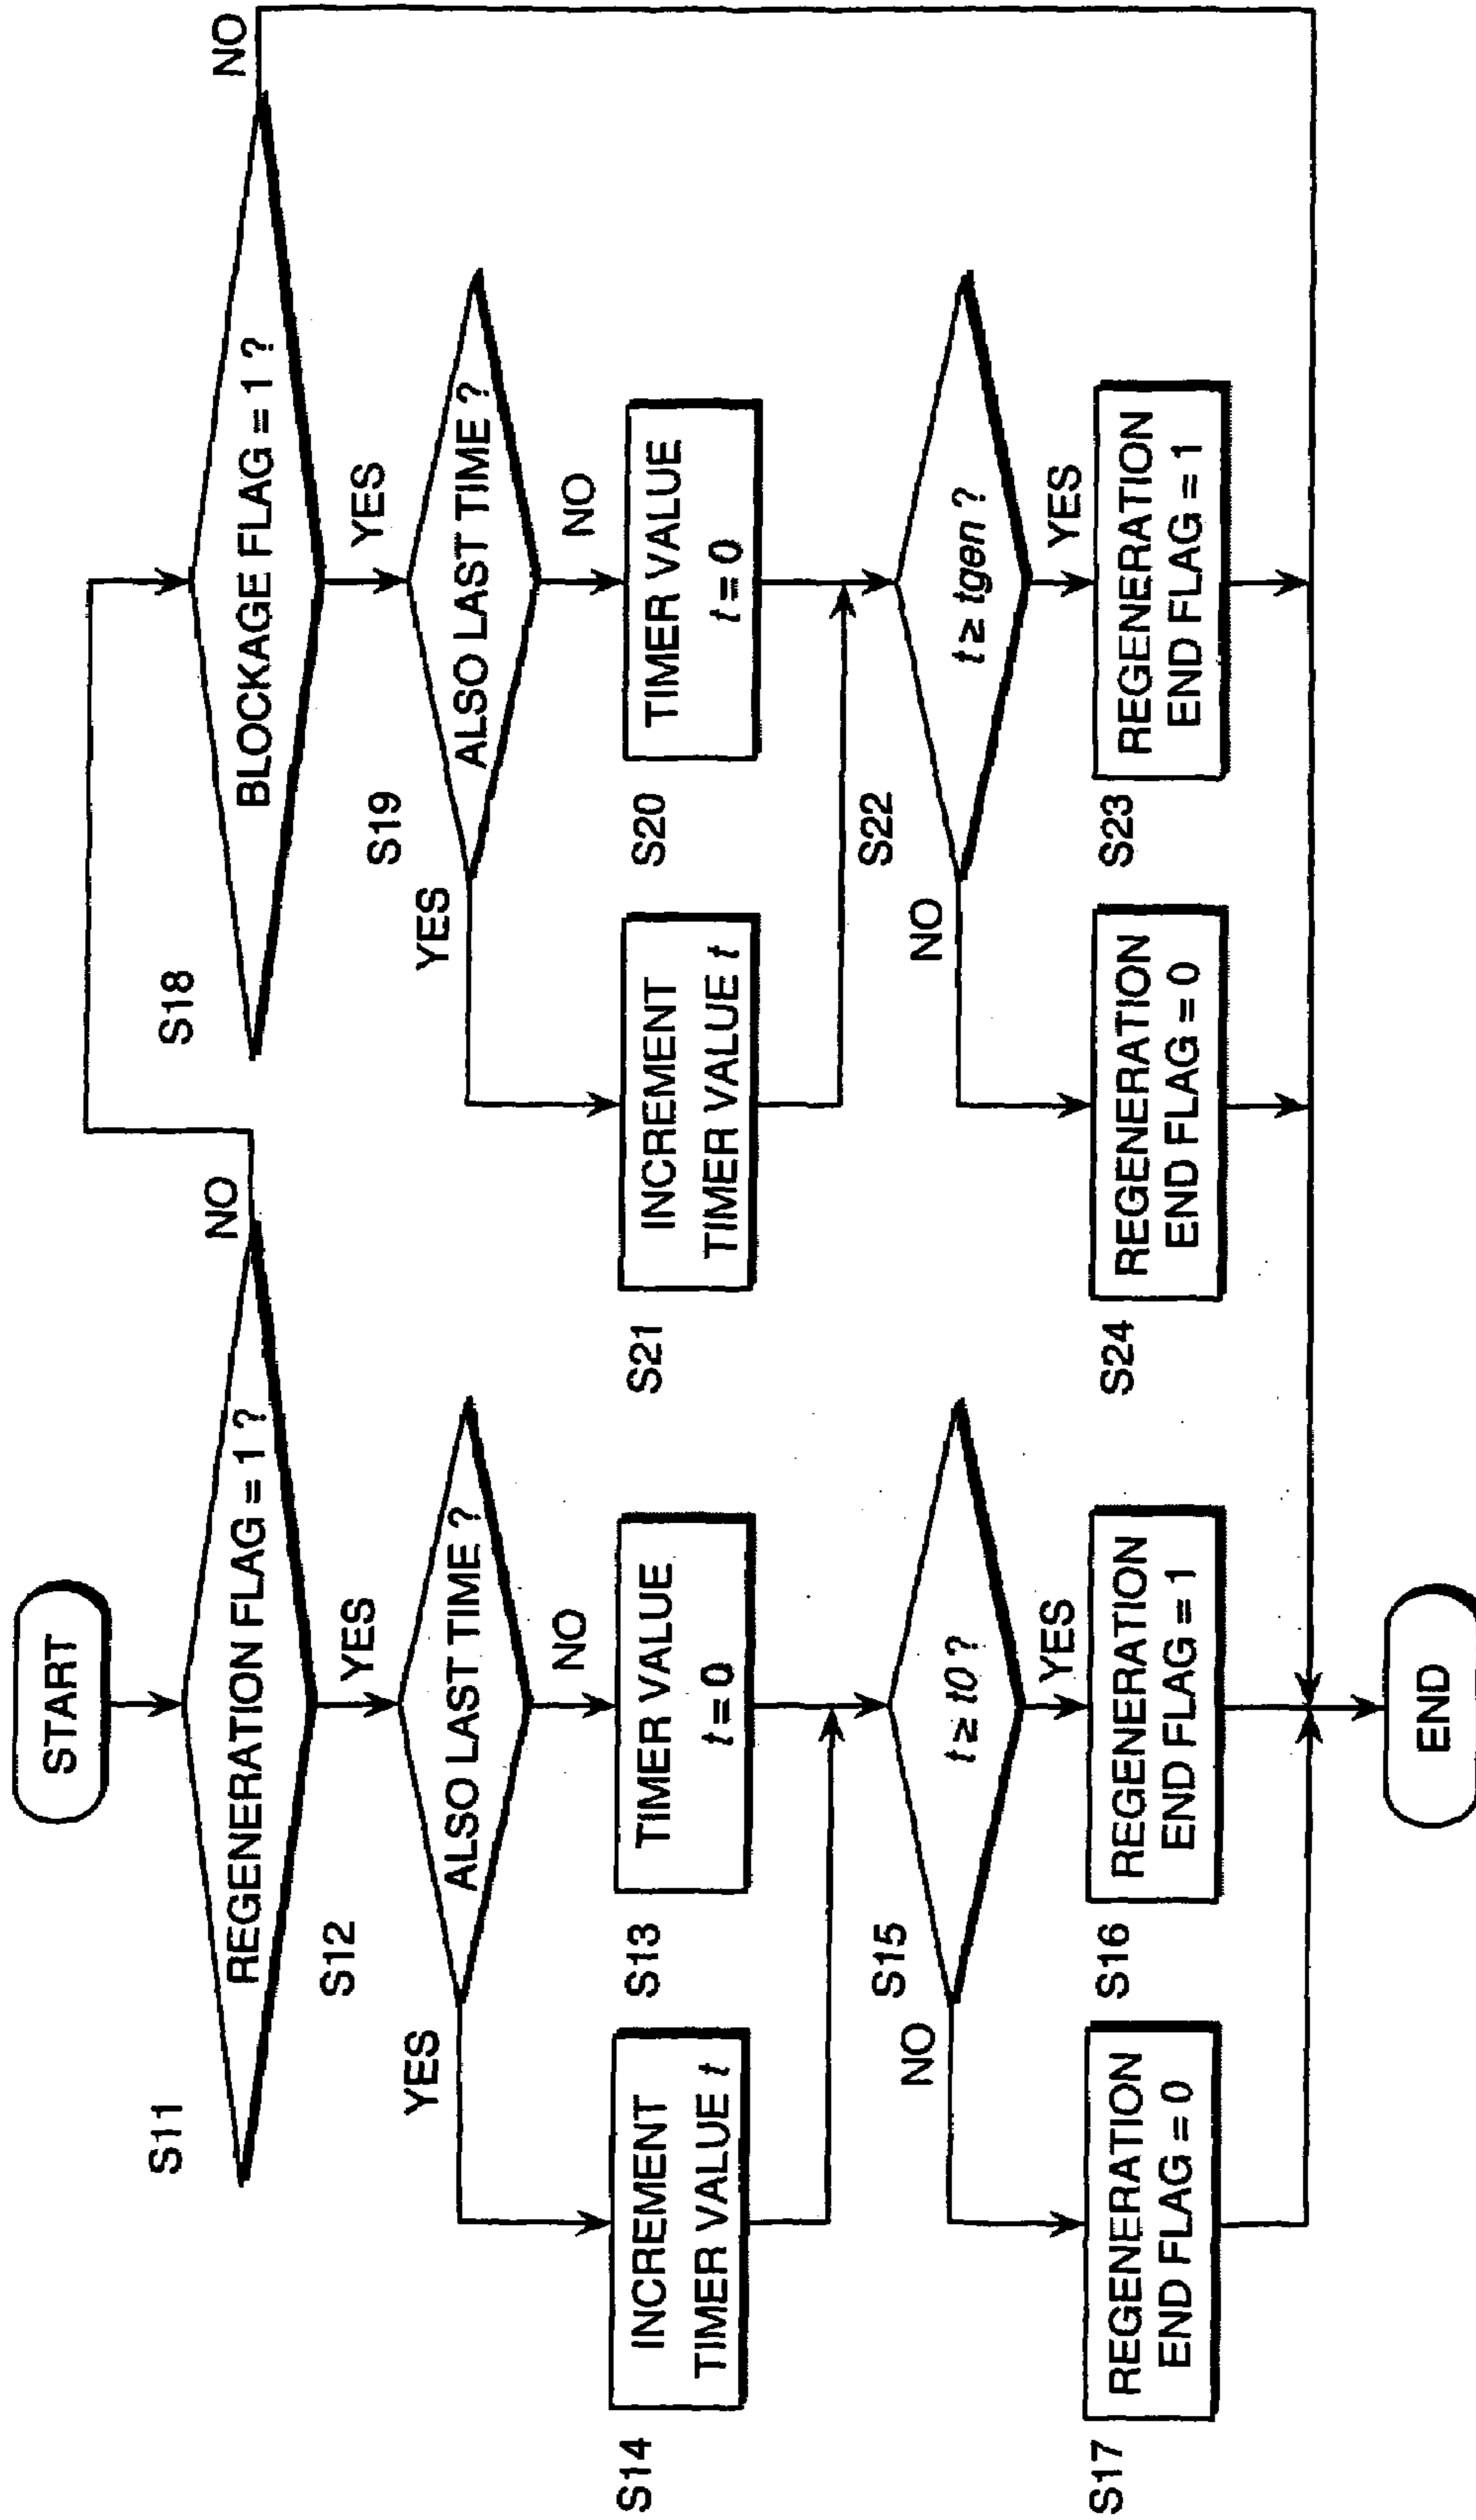 START
S11
REGENERATION FLAG = 1 ?
NO
YES
S12
ALSO LAST TIME ?
YES
NO
S14
INCREMENT
TIMER VALUE t
S13
TIMER VALUE
t = 0
S15
t ≥ t0 ?
NO
YES
S17
REGENERATION
END FLAG = 0
S16
REGENERATION
END FLAG = 1
S18
BLOCKAGE FLAG = 1 ?
NO
YES
S19
ALSO LAST TIME ?
YES
NO
S21
INCREMENT
TIMER VALUE t
S20
TIMER VALUE
t = 0
S22
t ≥ tgen ?
NO
YES
S24
REGENERATION
END FLAG = 0
S23
REGENERATION
END FLAG = 1
END